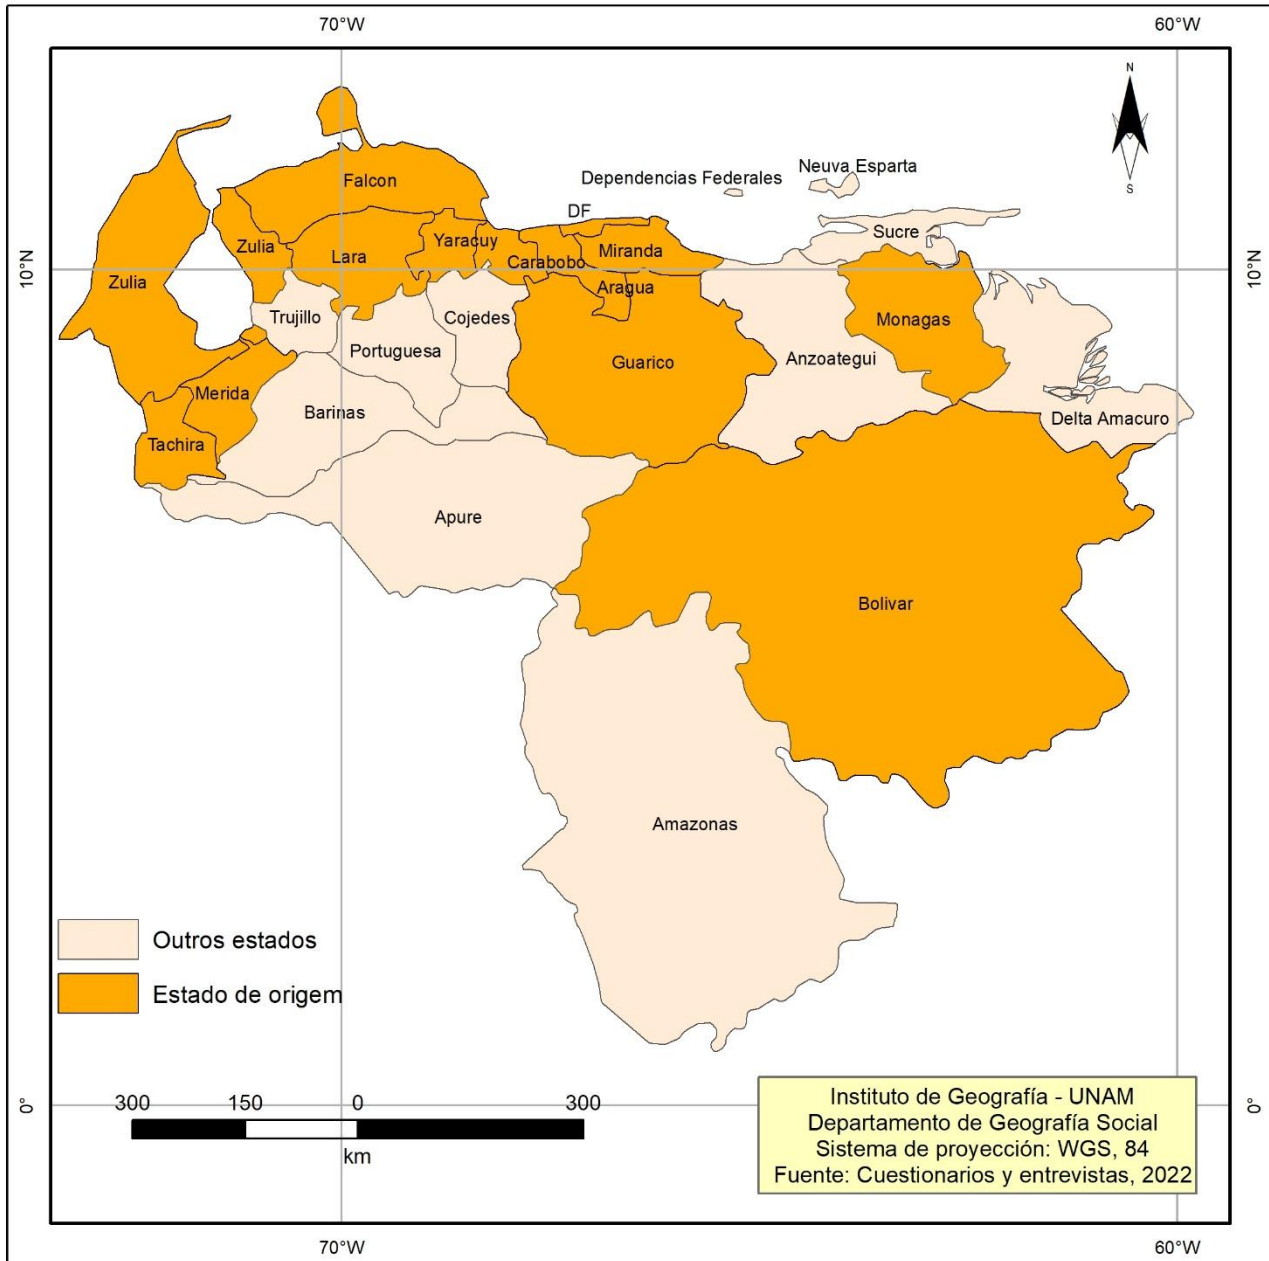 70°W
60°W
N
S
Neuva Esparta
Dependencias Federales
Falcon
DF
Sucre
Zulia
Yaracuy
Lara
Miranda
Carabobo
10°N
10°N
Zulia
Aragua
Trujillo
Cojedes
Monagas
Portuguesa
Anzoategui
Guarico
Merida
Barinas
Delta Amacuro
Tachira
Apure
Bolivar
Amazonas
Outros estados
Estado de origem
300 150 0 300
km
0°
0°
Instituto de Geografía - UNAM
Departamento de Geografía Social
Sistema de proyección: WGS, 84
Fuente: Cuestionarios y entrevistas, 2022
70°W
60°W